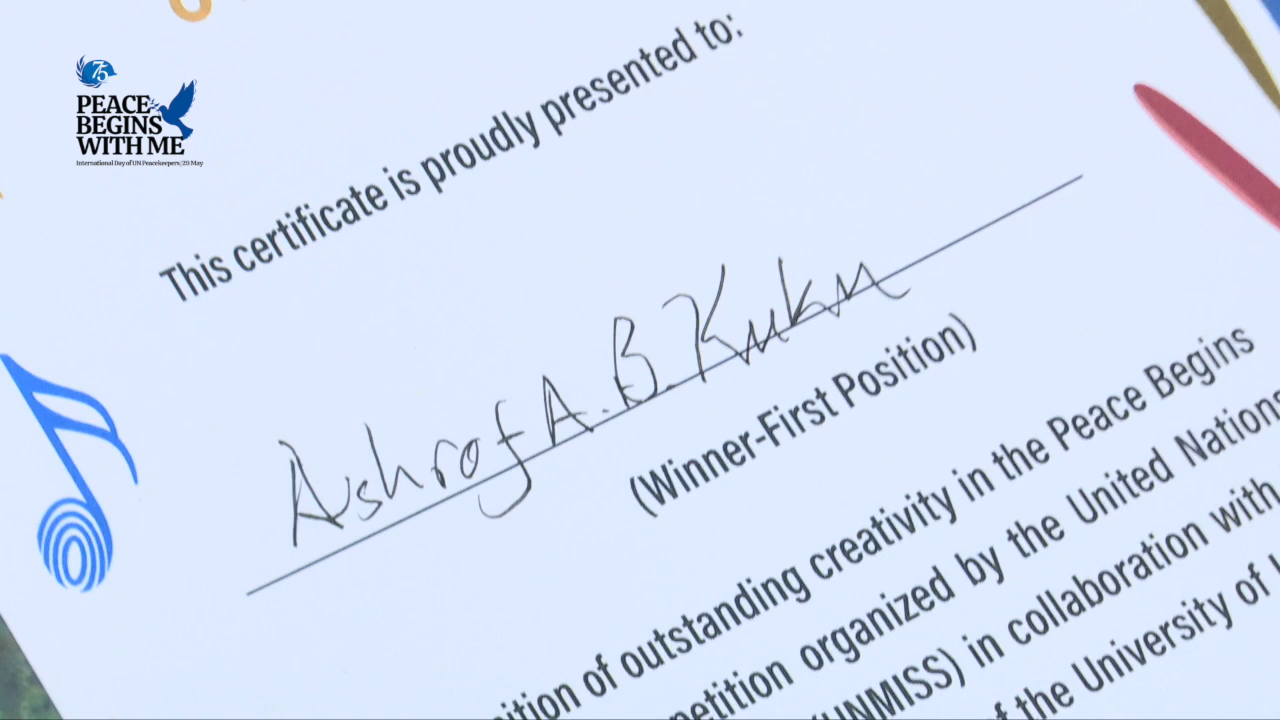 75
PEACE
BEGINS
WITH ME
International Day of UN Peacekeepers | 29 May
This certificate is proudly presented to:
Ashrof A. B. Kuku
(Winner-First Position)
of outstanding creativity in the Peace Begins
organized by the United Nations
(UNMISS) in collaboration with
the University of